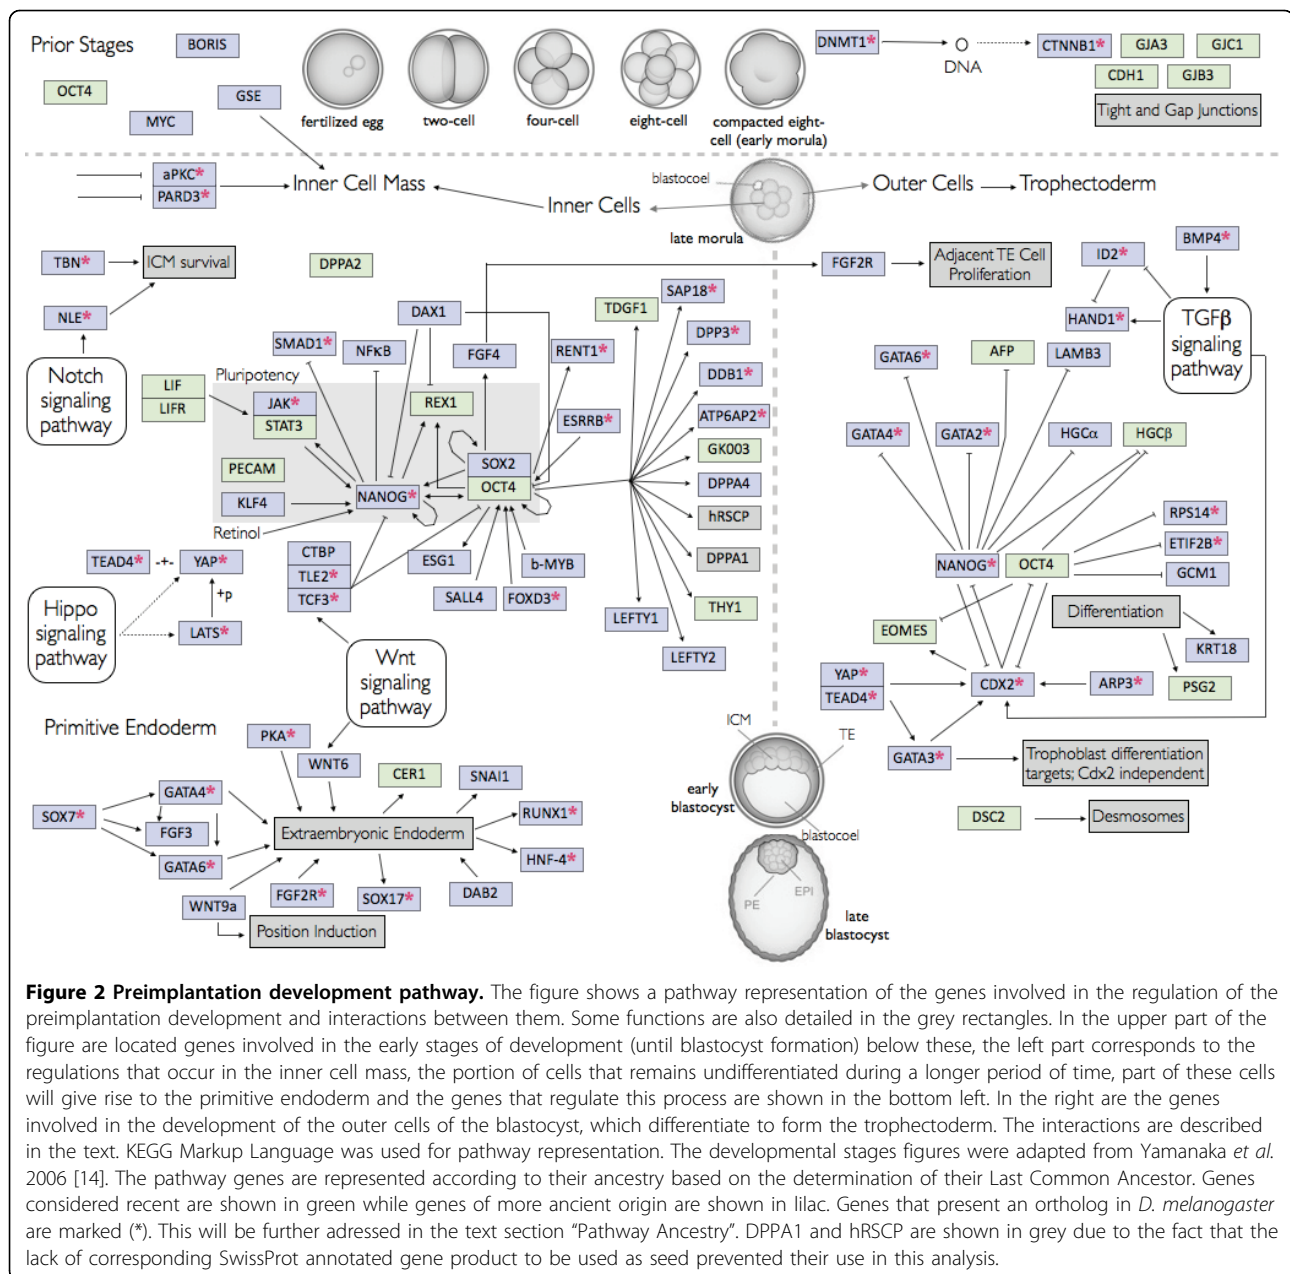 Prior Stages
BORIS
OCT4
GSE
MYC
fertilized egg
two-cell
four-cell
eight-cell
compacted eight-
cell (early morula)
DNMT1*
DNA
CTNNB1*
GJA3
GJC1
CDH1
GJB3
Tight and Gap Junctions
aPKC*
PARD3*
Inner Cell Mass
Inner Cells
blastocoel
late morula
Outer Cells
Trophectoderm
TBN*
ICM survival
NLE*
Notch
signaling
pathway
DPPA2
LIF
LIFR
SMAD1*
NFκB
DAX1
FGF4
RENT1*
Pluripotency
JAK*
STAT3
REX1
ESRRB*
PECAM
KLF4
NANOG*
SOX2
OCT4
Retinol
TEAD4*
-+-
YAP*
+p
LATS*
Hippo
signaling
pathway
CTBP
TLE2*
TCF3*
ESG1
b-MYB
SALL4
FOXD3*
Wnt
signaling
pathway
TDGF1
SAP18*
DPP3*
DDB1*
ATP6AP2*
GK003
DPPA4
hRSCP
DPPA1
THY1
LEFTY1
LEFTY2
FGF2R
Adjacent TE Cell
Proliferation
ID2*
BMP4*
HAND1*
TGFβ
signaling
pathway
GATA6*
AFP
LAMB3
GATA4*
GATA2*
HGCα
HGCβ
RPS14*
ETIF2B*
GCM1
NANOG*
OCT4
Differentiation
EOMES
KRT18
YAP*
TEAD4*
CDX2*
ARP3*
PSG2
GATA3*
Trophoblast differentiation
targets; Cdx2 independent
DSC2
Desmosomes
Primitive Endoderm
PKA*
WNT6
CER1
SNAI1
SOX7*
GATA4*
FGF3
GATA6*
Extraembryonic Endoderm
RUNX1*
HNF-4*
WNT9a
FGF2R*
SOX17*
DAB2
Position Induction
ICM
TE
early
blastocyst
blastocoel
PE
EPI
late
blastocyst
Figure 2 Preimplantation development pathway. The figure shows a pathway representation of the genes involved in the regulation of the
preimplantation development and interactions between them. Some functions are also detailed in the grey rectangles. In the upper part of the
figure are located genes involved in the early stages of development (until blastocyst formation) below these, the left part corresponds to the
regulations that occur in the inner cell mass, the portion of cells that remains undifferentiated during a longer period of time, part of these cells
will give rise to the primitive endoderm and the genes that regulate this process are shown in the bottom left. In the right are the genes
involved in the development of the outer cells of the blastocyst, which differentiate to form the trophectoderm. The interactions are described
in the text. KEGG Markup Language was used for pathway representation. The developmental stages figures were adapted from Yamanaka et al.
2006 [14]. The pathway genes are represented according to their ancestry based on the determination of their Last Common Ancestor. Genes
considered recent are shown in green while genes of more ancient origin are shown in lilac. Genes that present an ortholog in D. melanogaster
are marked (*). This will be further adressed in the text section “Pathway Ancestry”. DPPA1 and hRSCP are shown in grey due to the fact that the
lack of corresponding SwissProt annotated gene product to be used as seed prevented their use in this analysis.